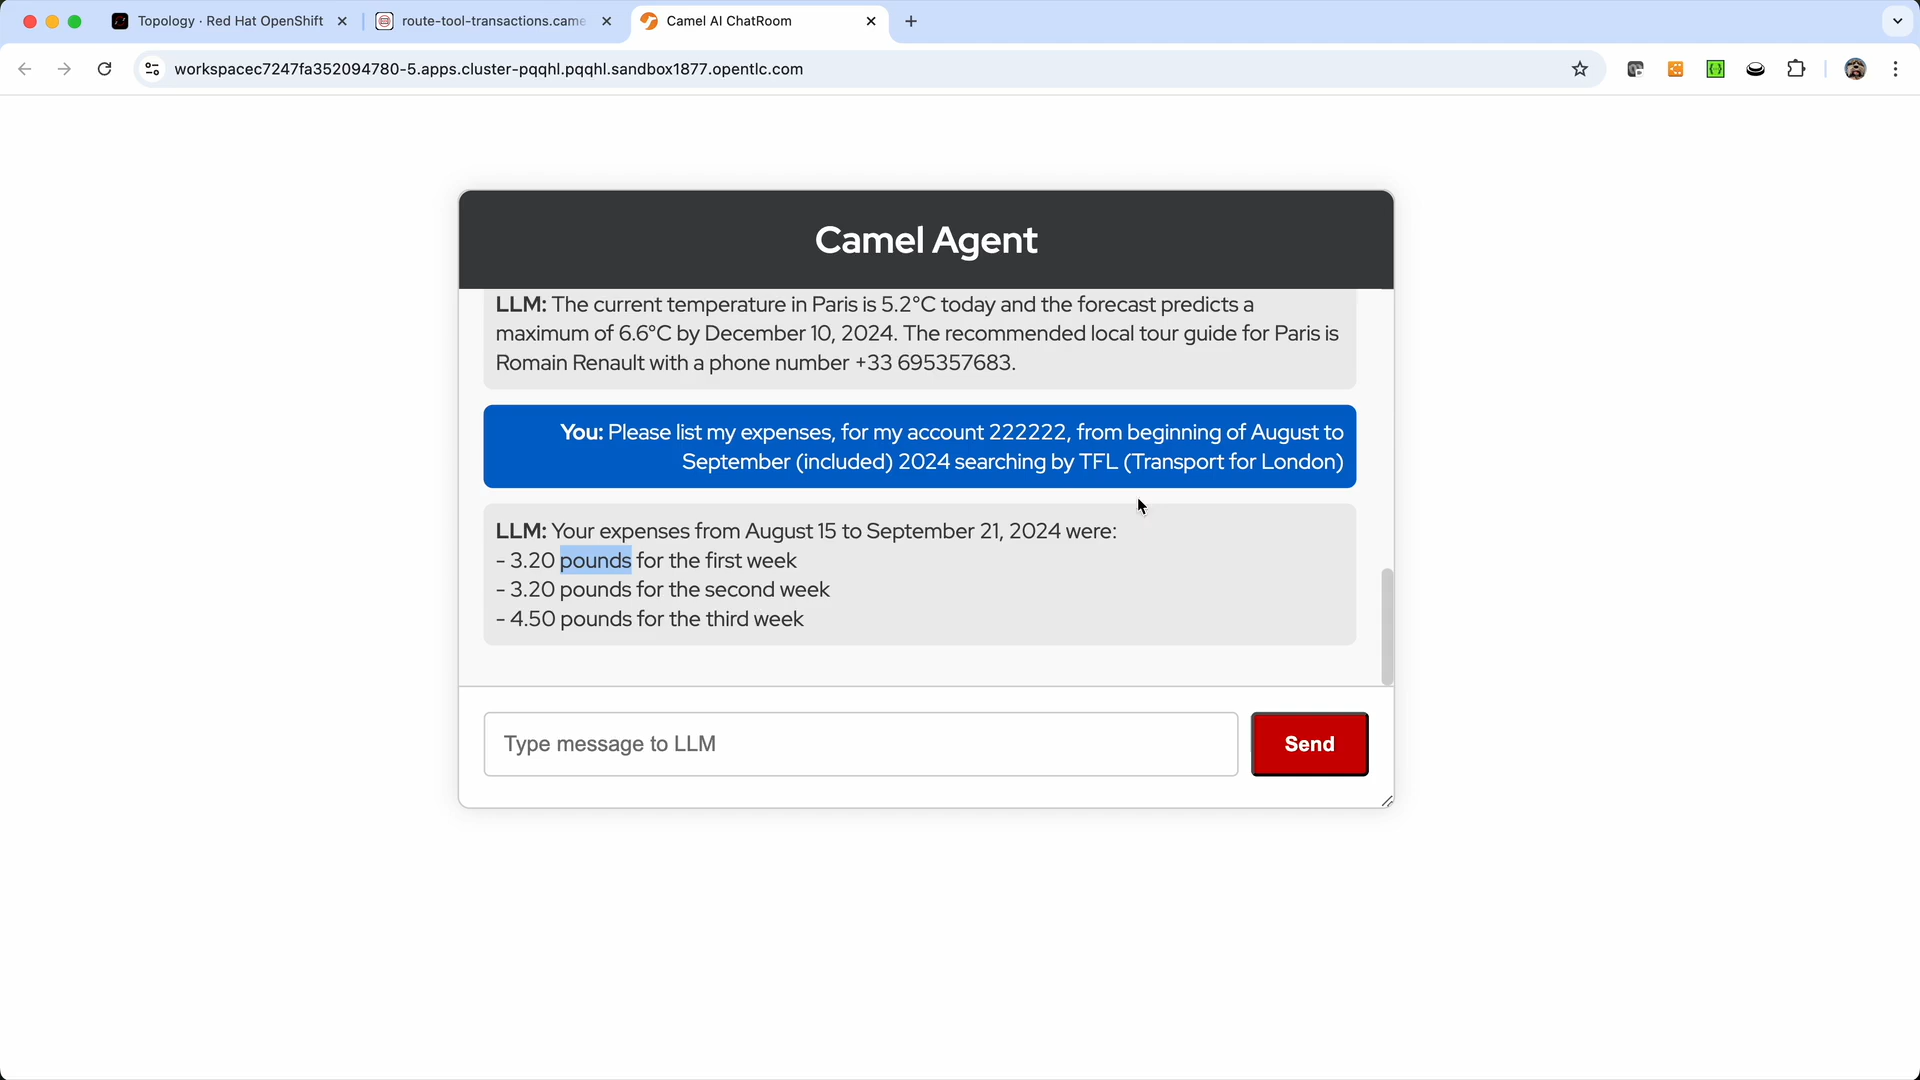 Topology · Red Hat OpenShift
route-tool-transactions.came
Camel AI ChatRoom
workspacec7247fa352094780-5.apps.cluster-pqqhl.pqqhl.sandbox1877.opentlc.com
Camel Agent
LLM: The current temperature in Paris is 5.2°C today and the forecast predicts a
maximum of 6.6°C by December 10, 2024. The recommended local tour guide for Paris is
Romain Renault with a phone number +33 695357683.
You: Please list my expenses, for my account 222222, from beginning of August to
September (included) 2024 searching by TFL (Transport for London)
LLM: Your expenses from August 15 to September 21, 2024 were:
- 3.20 pounds for the first week
- 3.20 pounds for the second week
- 4.50 pounds for the third week
Type message to LLM
Send